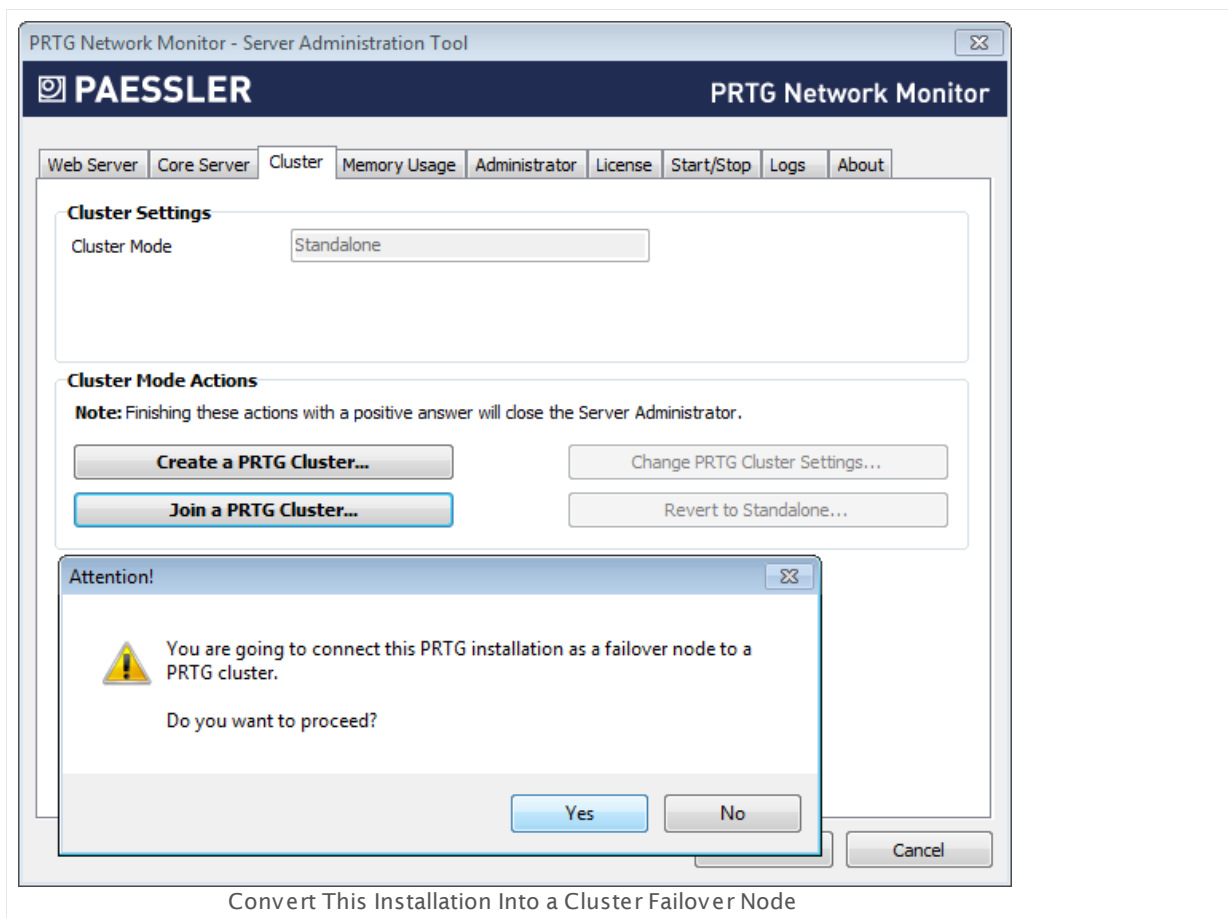 PRTG Network Monitor - Server Administration Tool
PAESSLER
PRTG Network Monitor
Web Server Core Server Cluster Memory Usage Administrator License Start/Stop Logs About
Cluster Settings
Cluster Mode Standalone
Cluster Mode Actions
Note: Finishing these actions with a positive answer will close the Server Administrator.
Create a PRTG Cluster... Change PRTG Cluster Settings...
Join a PRTG Cluster... Revert to Standalone...
Attention!
You are going to connect this PRTG installation as a failover node to a
PRTG cluster.
Do you want to proceed?
Yes No
Cancel
Convert This Installation Into a Cluster Failover Node